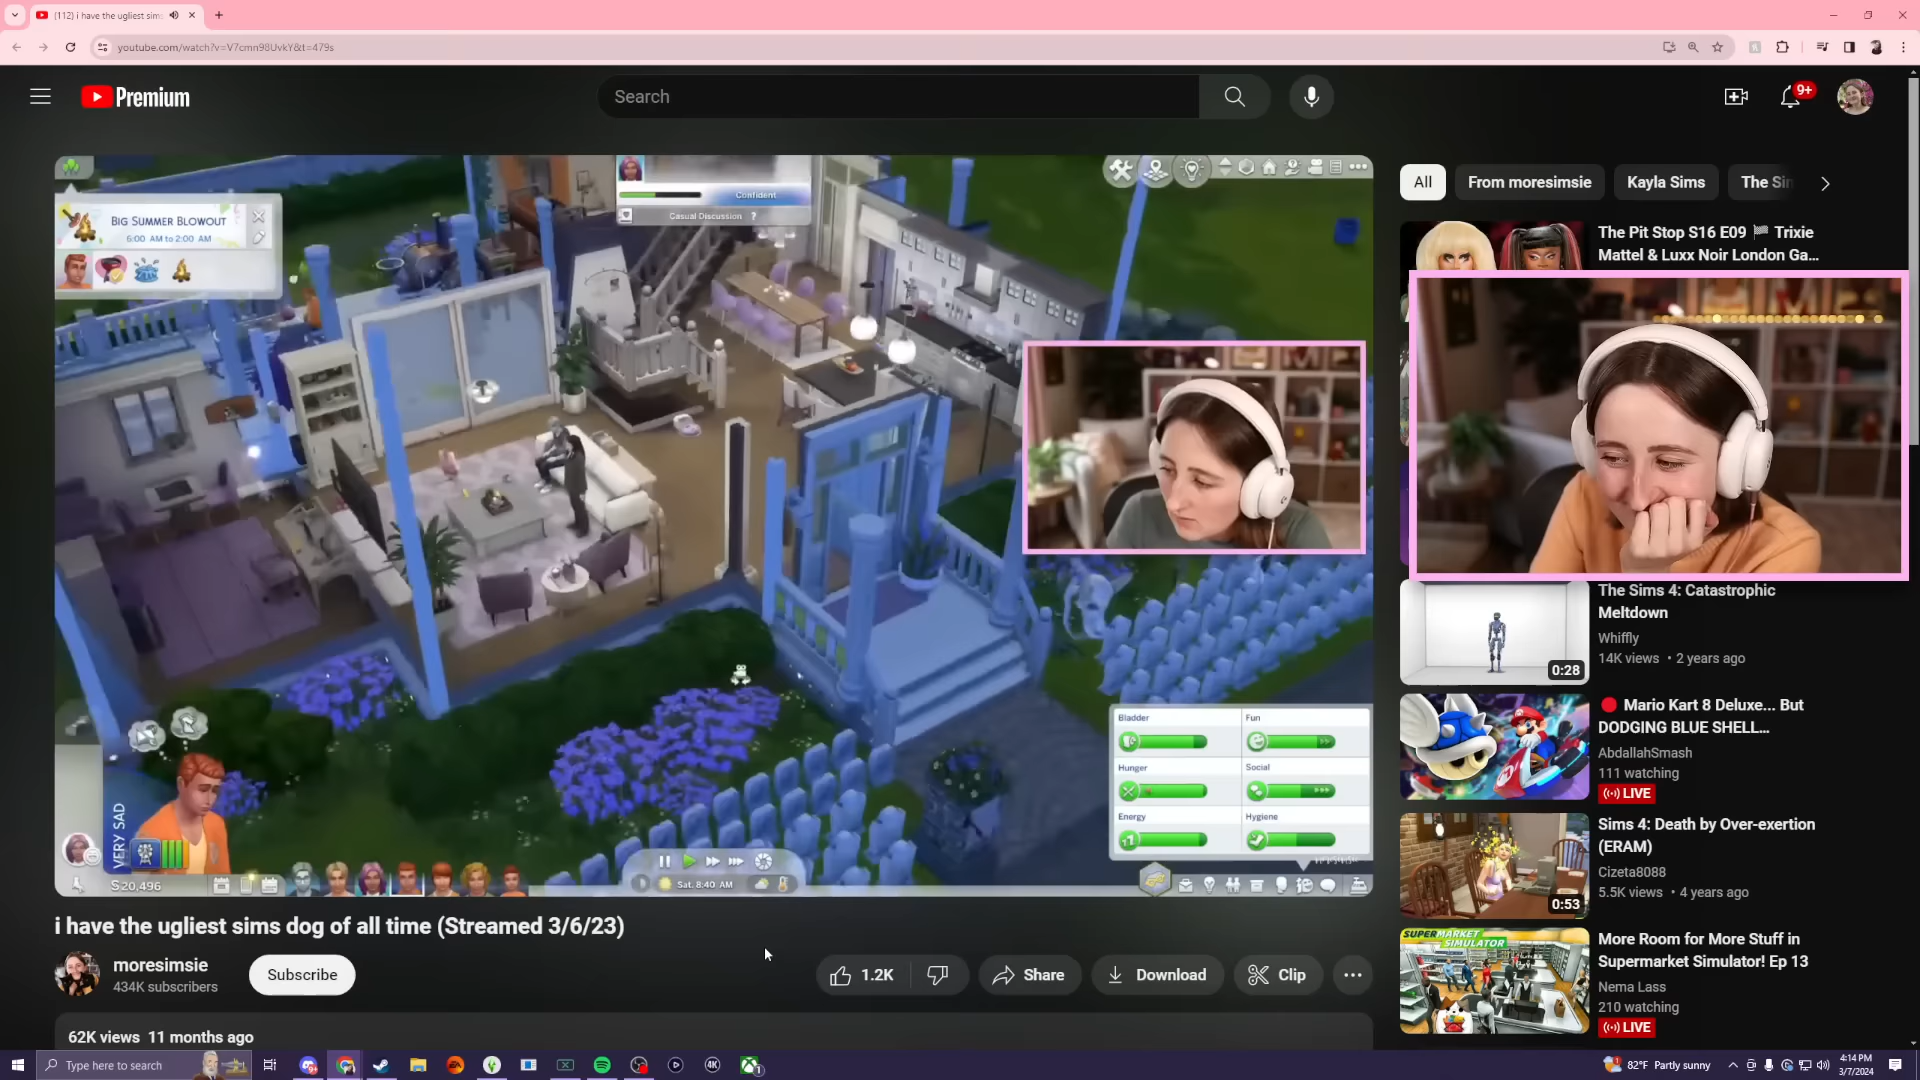 (112) i have the ugliest sims
youtube.com/watch?v=V7cmn98UvkY&t=479s
Premium
Search
9+
BIG SUMMER BLOWOUT
6:00 AM to 2:00 AM
Confident
Casual Discussion ?
Bladder
Fun
Hunger
Social
Energy
Hygiene
VERY SAD
§20,496
Sat. 8:40 AM
i have the ugliest sims dog of all time (Streamed 3/6/23)
moresimsie
434K subscribers
Subscribe
1.2K
Share
Download
Clip
62K views 11 months ago
All
From moresimsie
Kayla Sims
The Sim
The Pit Stop S16 E09 🏁 Trixie
Mattel & Luxx Noir London Ga...
The Sims 4: Catastrophic
Meltdown
Whiffly
14K views • 2 years ago
0:28
🔴 Mario Kart 8 Deluxe... But
DODGING BLUE SHELL...
AbdallahSmash
111 watching
LIVE
Sims 4: Death by Over-exertion
(ERAM)
Cizeta8088
5.5K views • 4 years ago
0:53
SUPERMARKET
SIMULATOR
More Room for More Stuff in
Supermarket Simulator! Ep 13
Nema Lass
210 watching
LIVE
Type here to search
4K
82°F Partly sunny
4:14 PM
3/7/2024